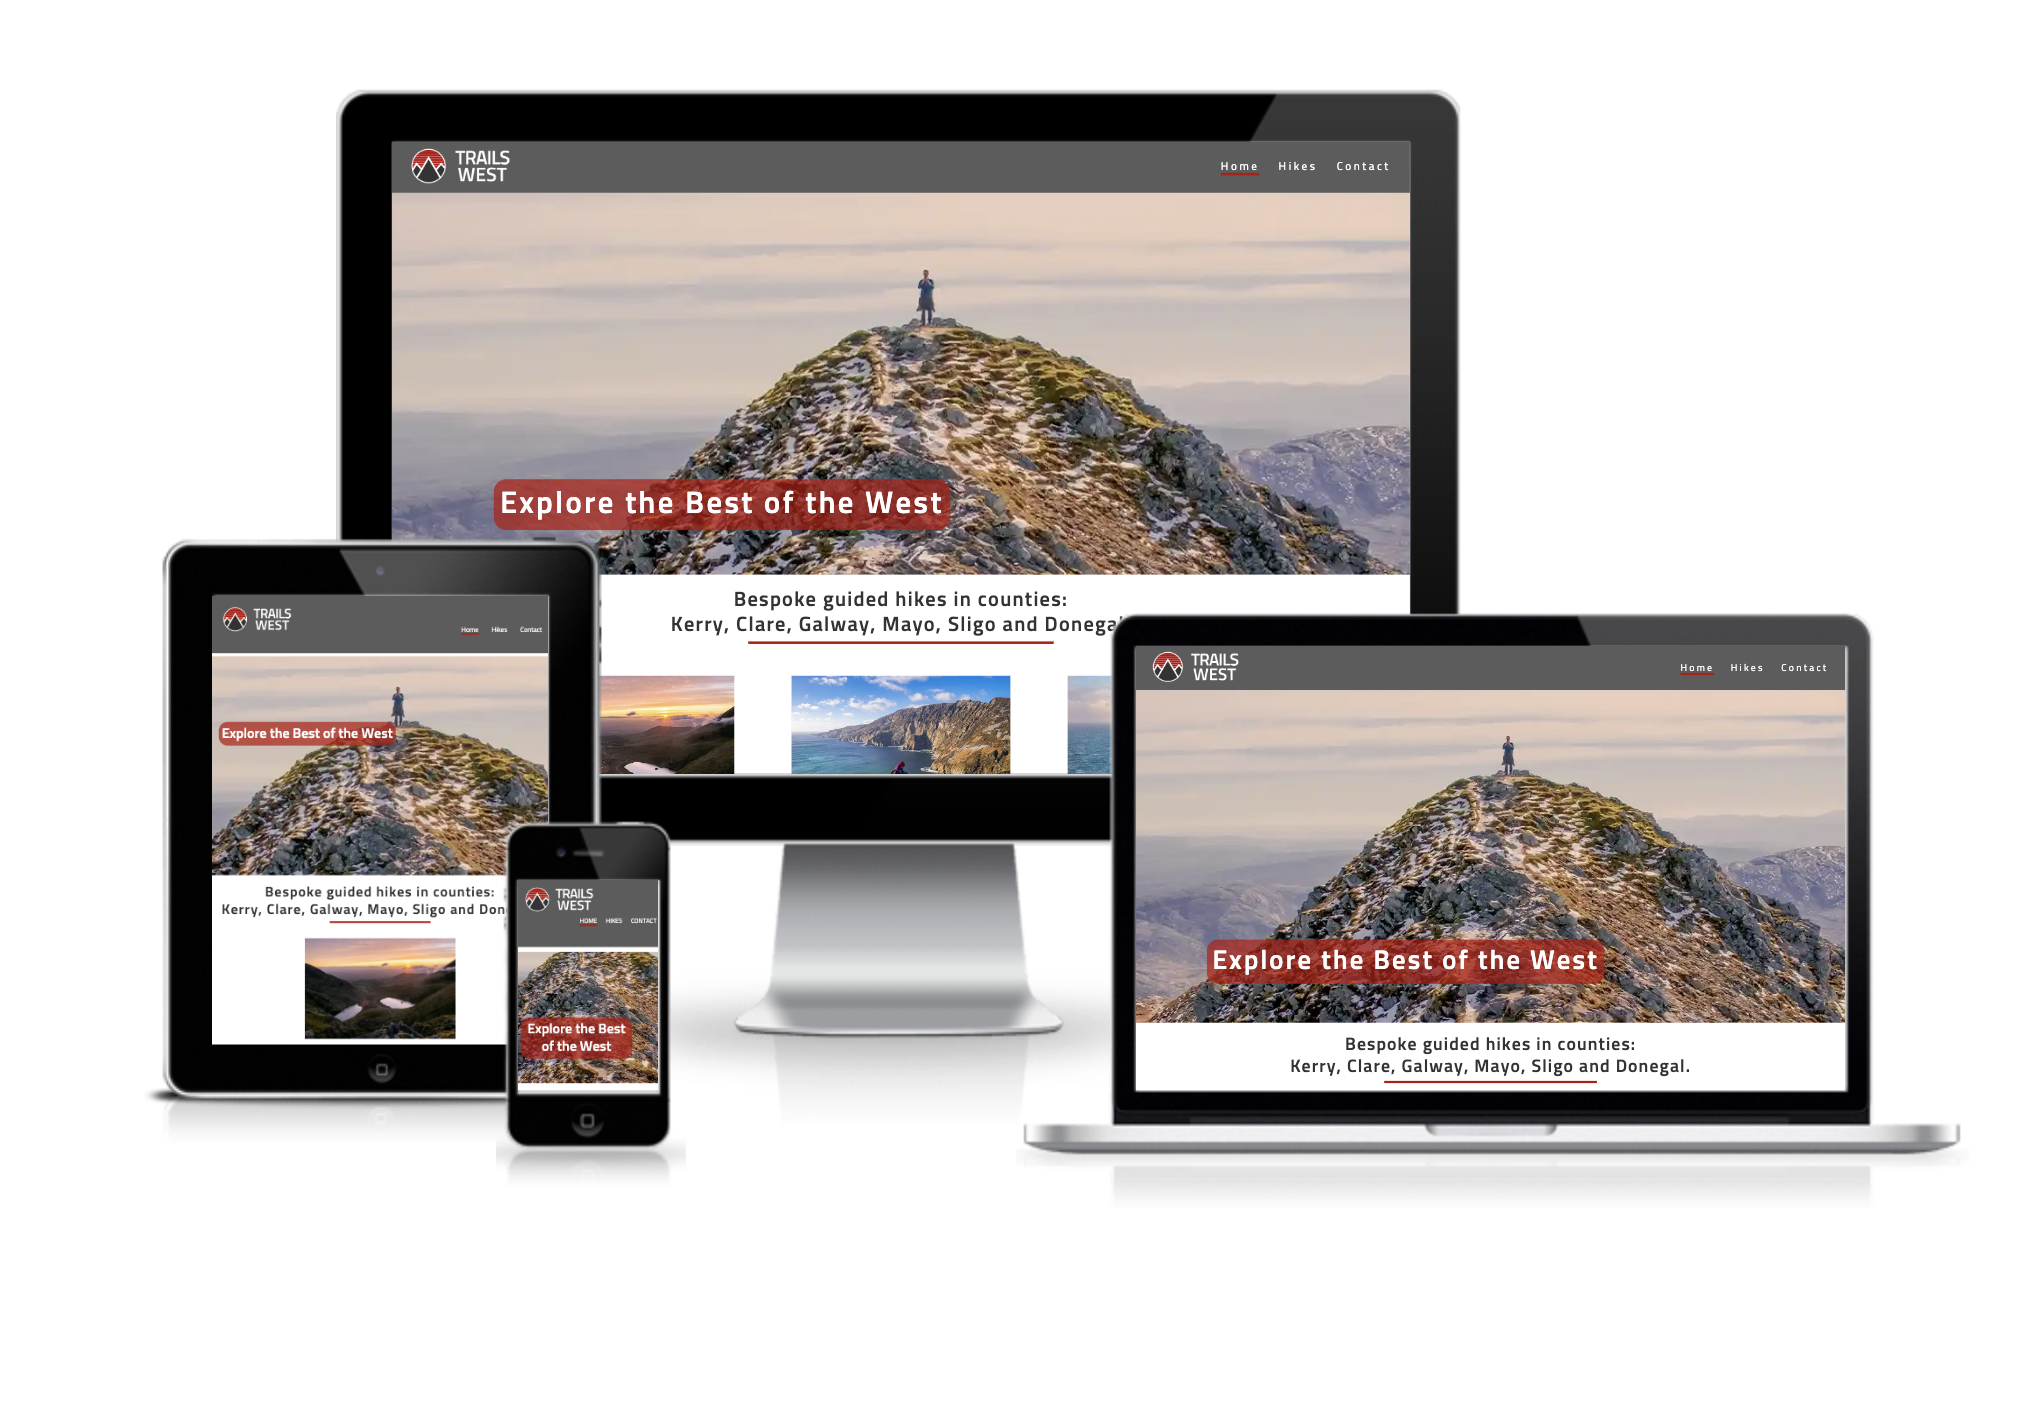 TRAILS
WEST
Home Hikes Contact
Explore the Best of the West
Bespoke guided hikes in counties:
Kerry, Clare, Galway, Mayo, Sligo and Donega
TRAILS
WEST
Home Hikes Contact
Explore the Best of the West
Bespoke guided hikes in counties:
Kerry, Clare, Galway, Mayo, Sligo and Don
TRAILS
WEST
HOME HIKES CONTACT
Explore the Best
of the West
TRAILS
WEST
Home Hikes Contact
Explore the Best of the West
Bespoke guided hikes in counties:
Kerry, Clare, Galway, Mayo, Sligo and Donegal.